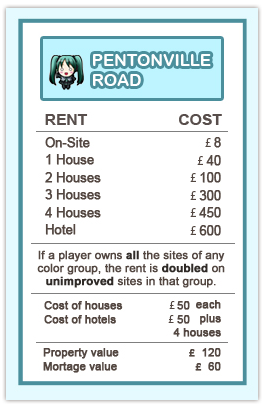 PENTONVILLE
ROAD
RENT COST
On-Site £ 8
1 House £ 40
2 Houses £ 100
3 Houses £ 300
4 Houses £ 450
Hotel £ 600
If a player owns all the sites of any
color group, the rent is doubled on
unimproved sites in that group.
Cost of houses £ 50 each
Cost of hotels £ 50 plus
4 houses
Property value £ 120
Mortage value £ 60